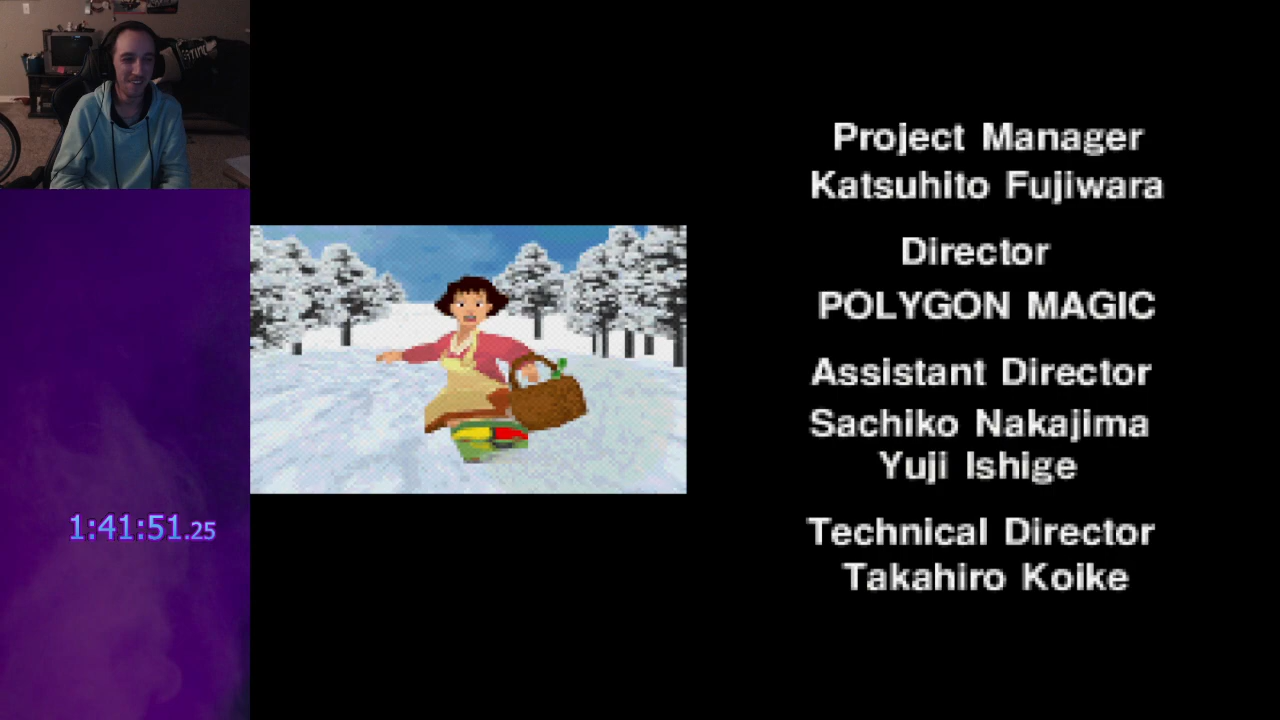 Project Manager
Katsuhito Fujiwara
Director
POLYGON MAGIC
Assistant Director
Sachiko Nakajima
Yuji Ishige
Technical Director
Takahiro Koike
1:41:51.25